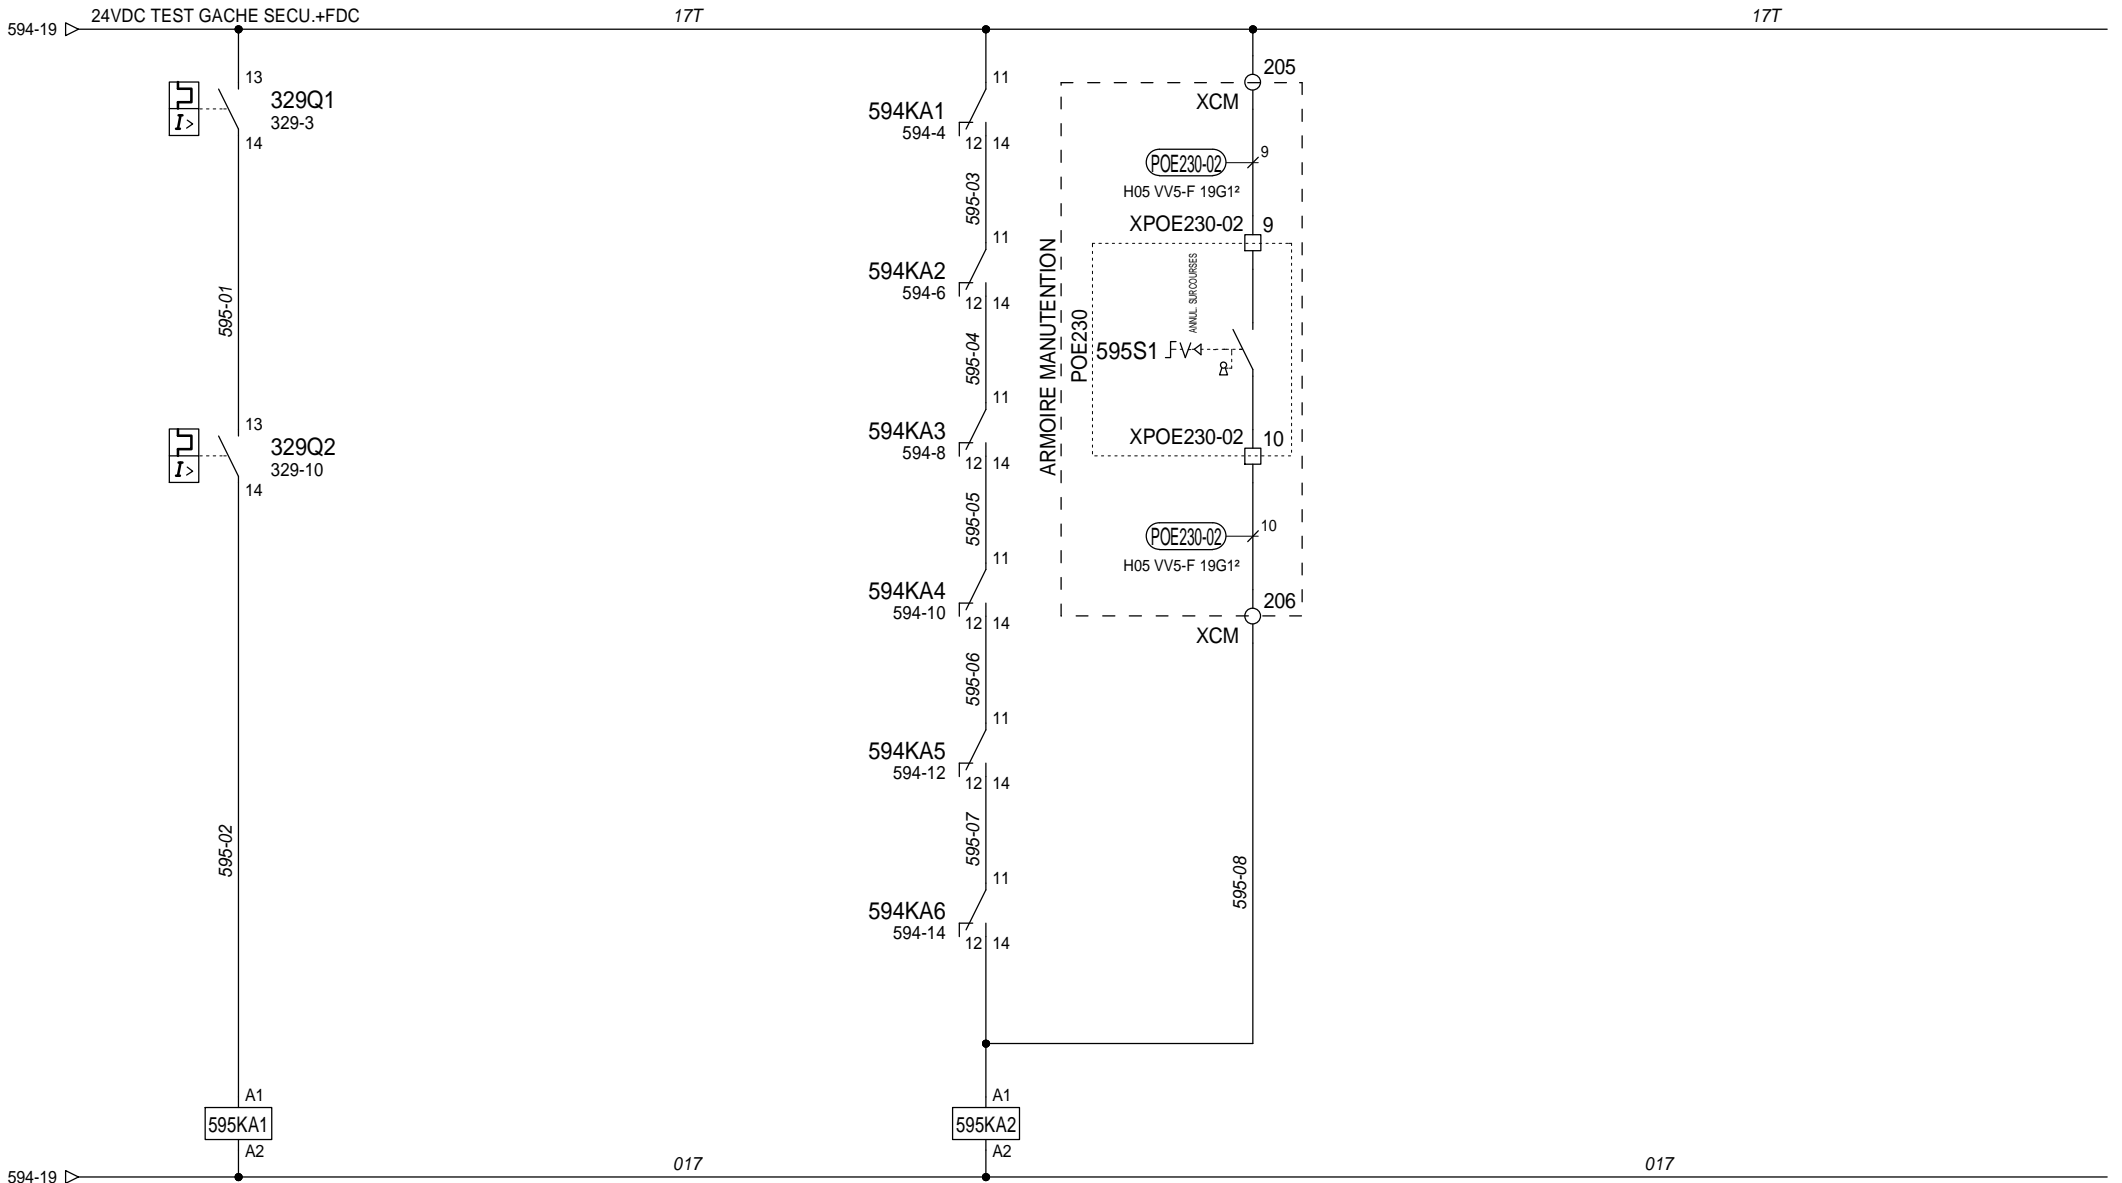 24VDC TEST GACHE SECU.+FDC
17T
17T
594-19
13
329Q1
329-3
I>
14
595-01
13
329Q2
329-10
I>
14
595-02
A1
595KA1
A2
11
594KA1
594-4
12 14
595-03
11
594KA2
594-6
12 14
595-04
11
594KA3
594-8
12 14
595-05
11
594KA4
594-10
12 14
595-06
11
594KA5
594-12
12 14
595-07
11
594KA6
594-14
12 14
A1
595KA2
A2
205
XCM
ARMOIRE MANUTENTION
POE230-02
9
H05 VV5-F 19G1²
XPOE230-02
9
POE230
ANNUL. SURCOURSES
595S1
XPOE230-02
10
POE230-02
10
H05 VV5-F 19G1²
206
XCM
595-08
594-19
017
017